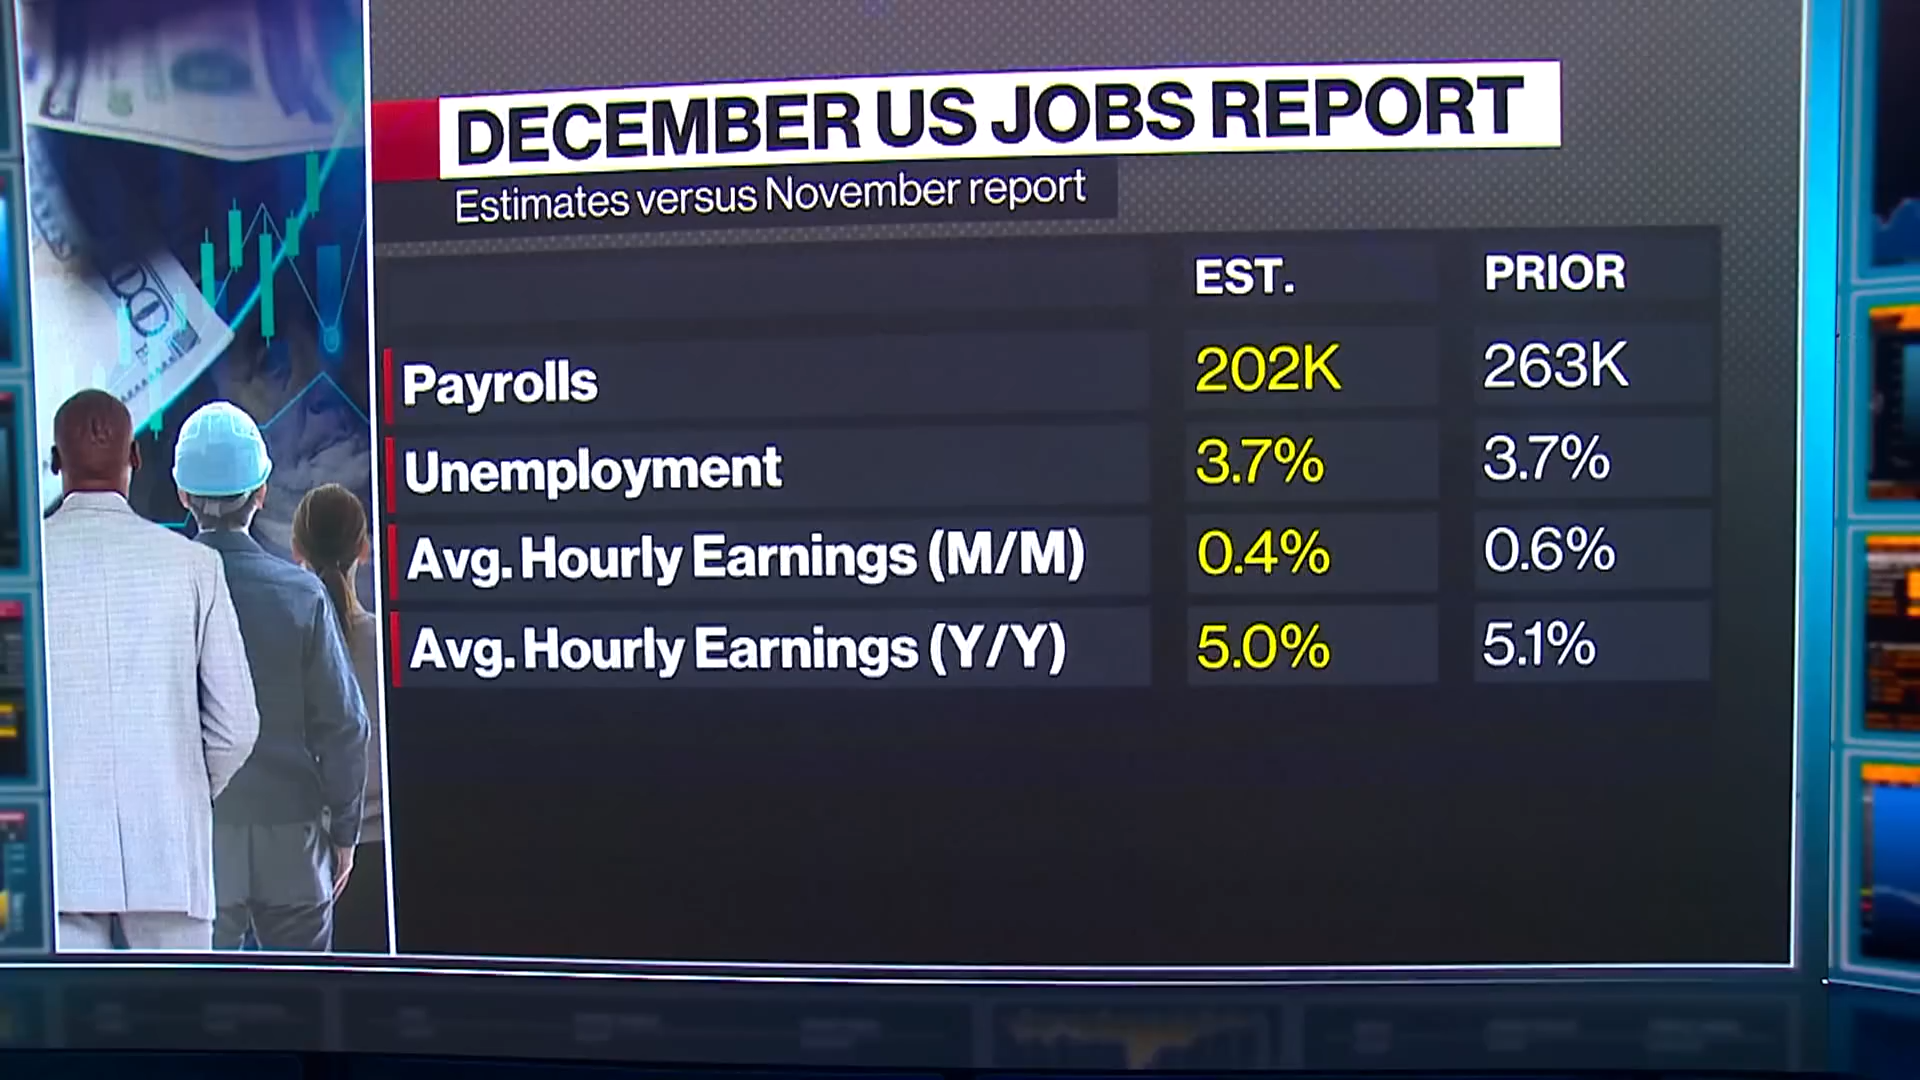 DECEMBER US JOBS REPORT
Estimates versus November report
EST. PRIOR
Payrolls 202K 263K
Unemployment 3.7% 3.7%
Avg. Hourly Earnings (M/M) 0.4% 0.6%
Avg. Hourly Earnings (Y/Y) 5.0% 5.1%